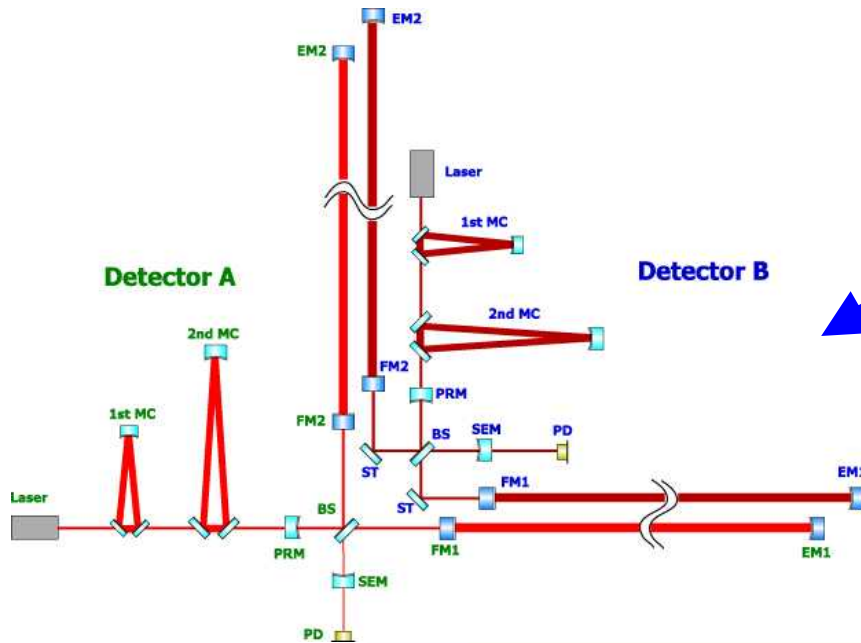 EM2
EM2
Laser
1st MC
Detector A
Detector B
2nd MC
2nd MC
FM2
PRM
1st MC
FM2
BS
SEM
PD
ST
Laser
BS
ST
FM1
EM1
PRM
FM1
EM1
SEM
PD